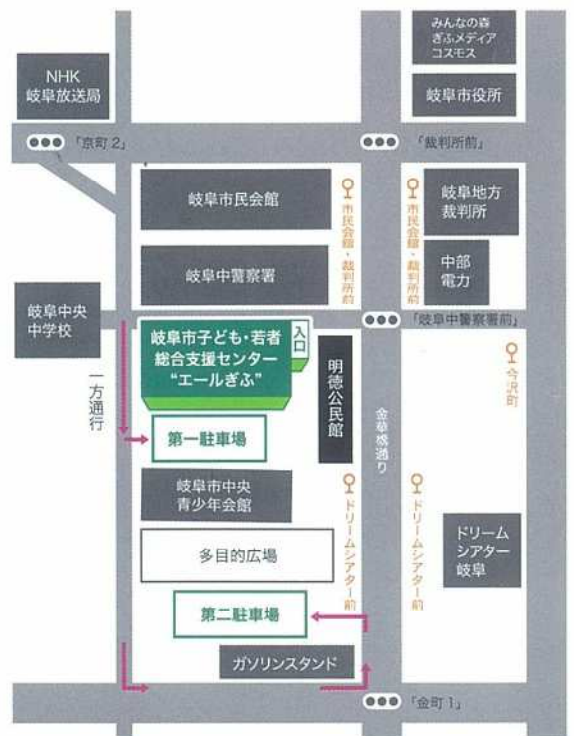 みんなの森
ぎふメディア
コスモス
NHK
岐阜放送局
岐阜市役所
「京町2」
「裁判所前」
岐阜市民会館
市民会館・裁判所前
市民会館・裁判所前
岐阜地方
裁判所
岐阜中警察署
中部
電力
岐阜中央
中学校
「岐阜中警察署前」
岐阜市子ども・若者
総合支援センター
“エールぎふ”
入口
明徳公民館
一方通行
金華橋通り
今沢町
第一駐車場
岐阜市中央
青少年会館
ドリームシアター前
ドリームシアター前
ドリーム
シアター
岐阜
多目的広場
第二駐車場
ガソリンスタンド
「金町1」